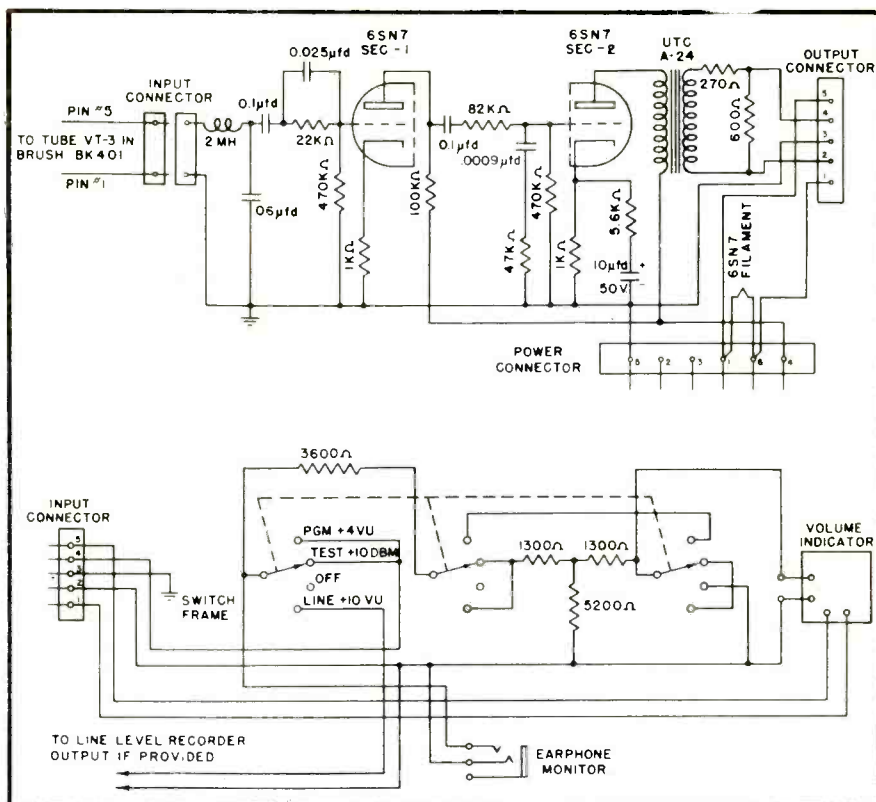 6SN7
SEC-1
6SN7
SEC-2
UTC
A-24
OUTPUT
CONNECTOR
0.025µfd
INPUT
CONNECTOR
0.1µfd
270Ω
600Ω
5
4
3
2
1
PIN #5
TO TUBE VT-3 IN
BRUSH BK401
PIN #1
2 MH
22KΩ
82KΩ
0.1µfd
.0009µfd
06µfd
470KΩ
1KΩ
100KΩ
47KΩ
470KΩ
1KΩ
5.6KΩ
10µfd +
50V -
6SN7
FILAMENT
POWER
CONNECTOR
5 2 3 1 6 4
3600Ω
INPUT
CONNECTOR
5
4
3
2
1
PGM +4VU
TEST +10DBM
OFF
LINE +10 VU
SWITCH
FRAME
1300Ω 1300Ω
5200Ω
VOLUME
INDICATOR
TO LINE LEVEL RECORDER
OUTPUT IF PROVIDED
EARPHONE
MONITOR